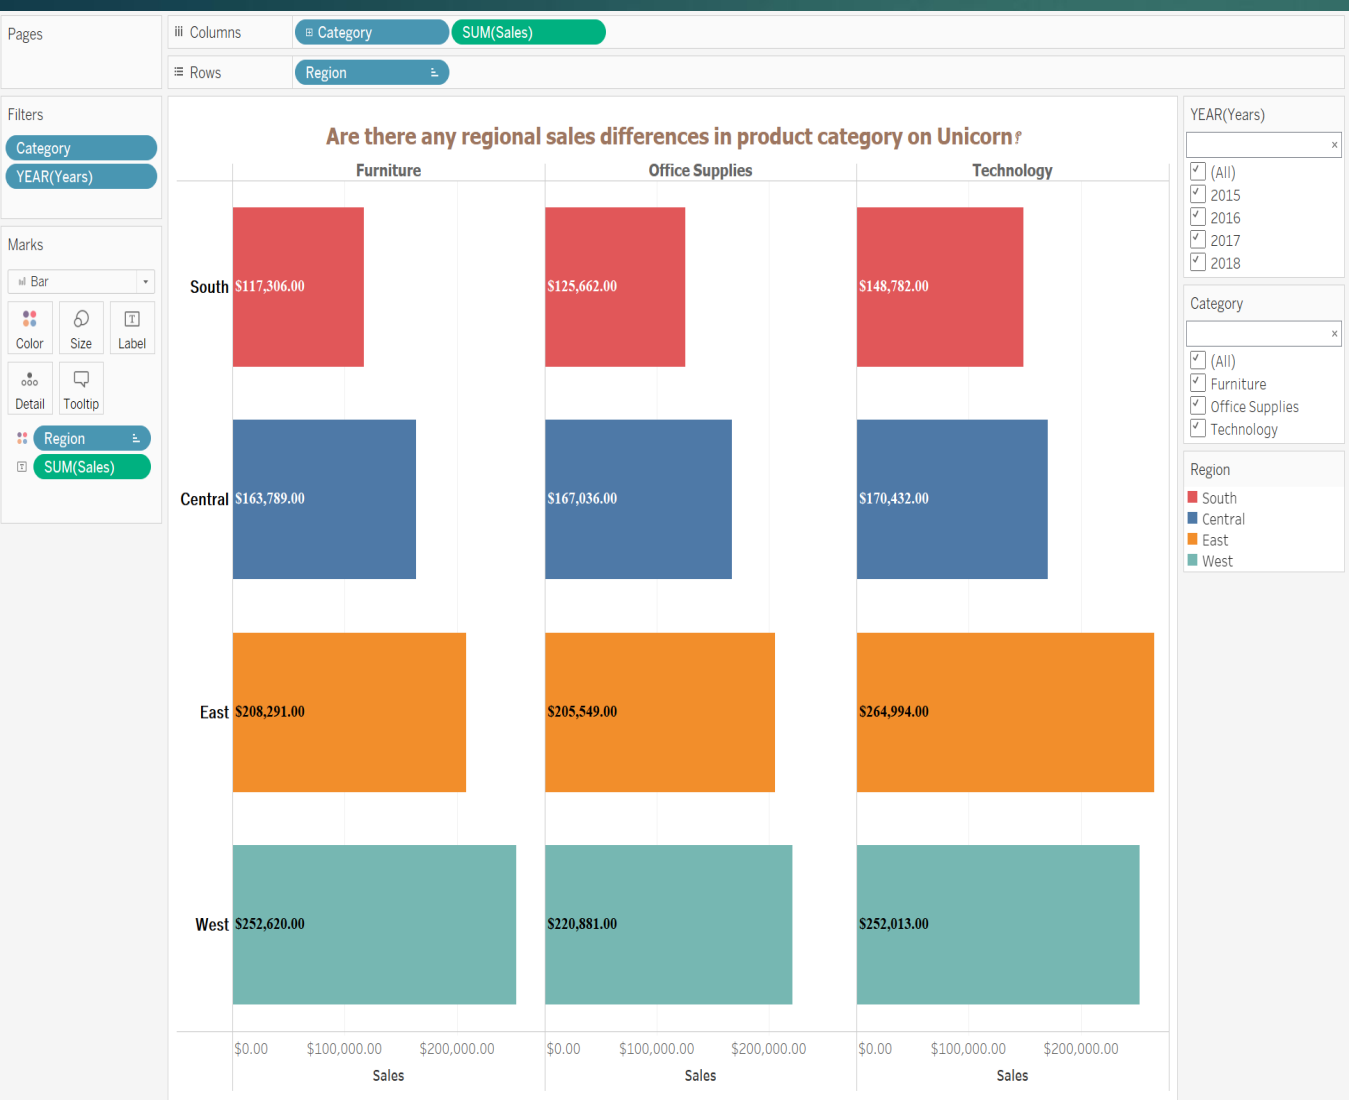 Pages
Columns
Category
SUM(Sales)
Rows
Region
Filters
Category
YEAR(Years)
Marks
Bar
Color
Size
T
Label
Detail
Tooltip
Region
T
SUM(Sales)
Are there any regional sales differences in product category on Unicorn?
Furniture
Office Supplies
Technology
South
$117,306.00
$125,662.00
$148,782.00
Central
$163,789.00
$167,036.00
$170,432.00
East
$208,291.00
$205,549.00
$264,994.00
West
$252,620.00
$220,881.00
$252,013.00
$0.00
$100,000.00
$200,000.00
$0.00
$100,000.00
$200,000.00
$0.00
$100,000.00
$200,000.00
Sales
Sales
Sales
YEAR(Years)
(All)
2015
2016
2017
2018
Category
(All)
Furniture
Office Supplies
Technology
Region
South
Central
East
West